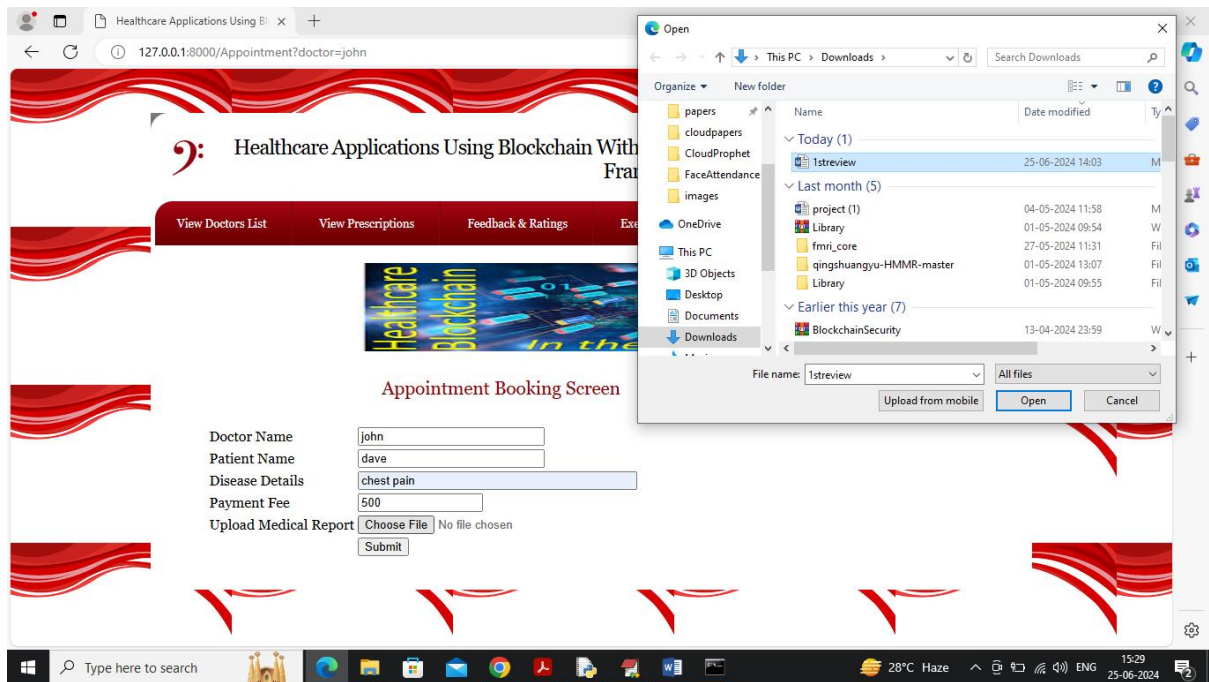 Healthcare Applications Using Bl
127.0.0.1:8000/Appointment?doctor=john
Healthcare Applications Using Blockchain With
Fran
View Doctors List View Prescriptions Feedback & Ratings Exe
Healthcare
Blockchain
In the
Appointment Booking Screen
Doctor Name john
Patient Name dave
Disease Details chest pain
Payment Fee 500
Upload Medical Report Choose File No file chosen
Submit
Open
This PC > Downloads >
Search Downloads
Organize New folder
papers
cloudpapers
CloudProphet
FaceAttendance
images
OneDrive
This PC
3D Objects
Desktop
Documents
Downloads
Name Date modified Ty
Today (1)
1streview 25-06-2024 14:03 M
Last month (5)
project (1) 04-05-2024 11:58 M
Library 01-05-2024 09:54 W
fmri_core 27-05-2024 11:31 Fil
qingshuangyu-HMMR-master 01-05-2024 13:07 Fil
Library 01-05-2024 09:55 Fil
Earlier this year (7)
BlockchainSecurity 13-04-2024 23:59 W
File name: 1streview All files
Upload from mobile Open Cancel
Type here to search
28°C Haze ENG 15:29
25-06-2024
2